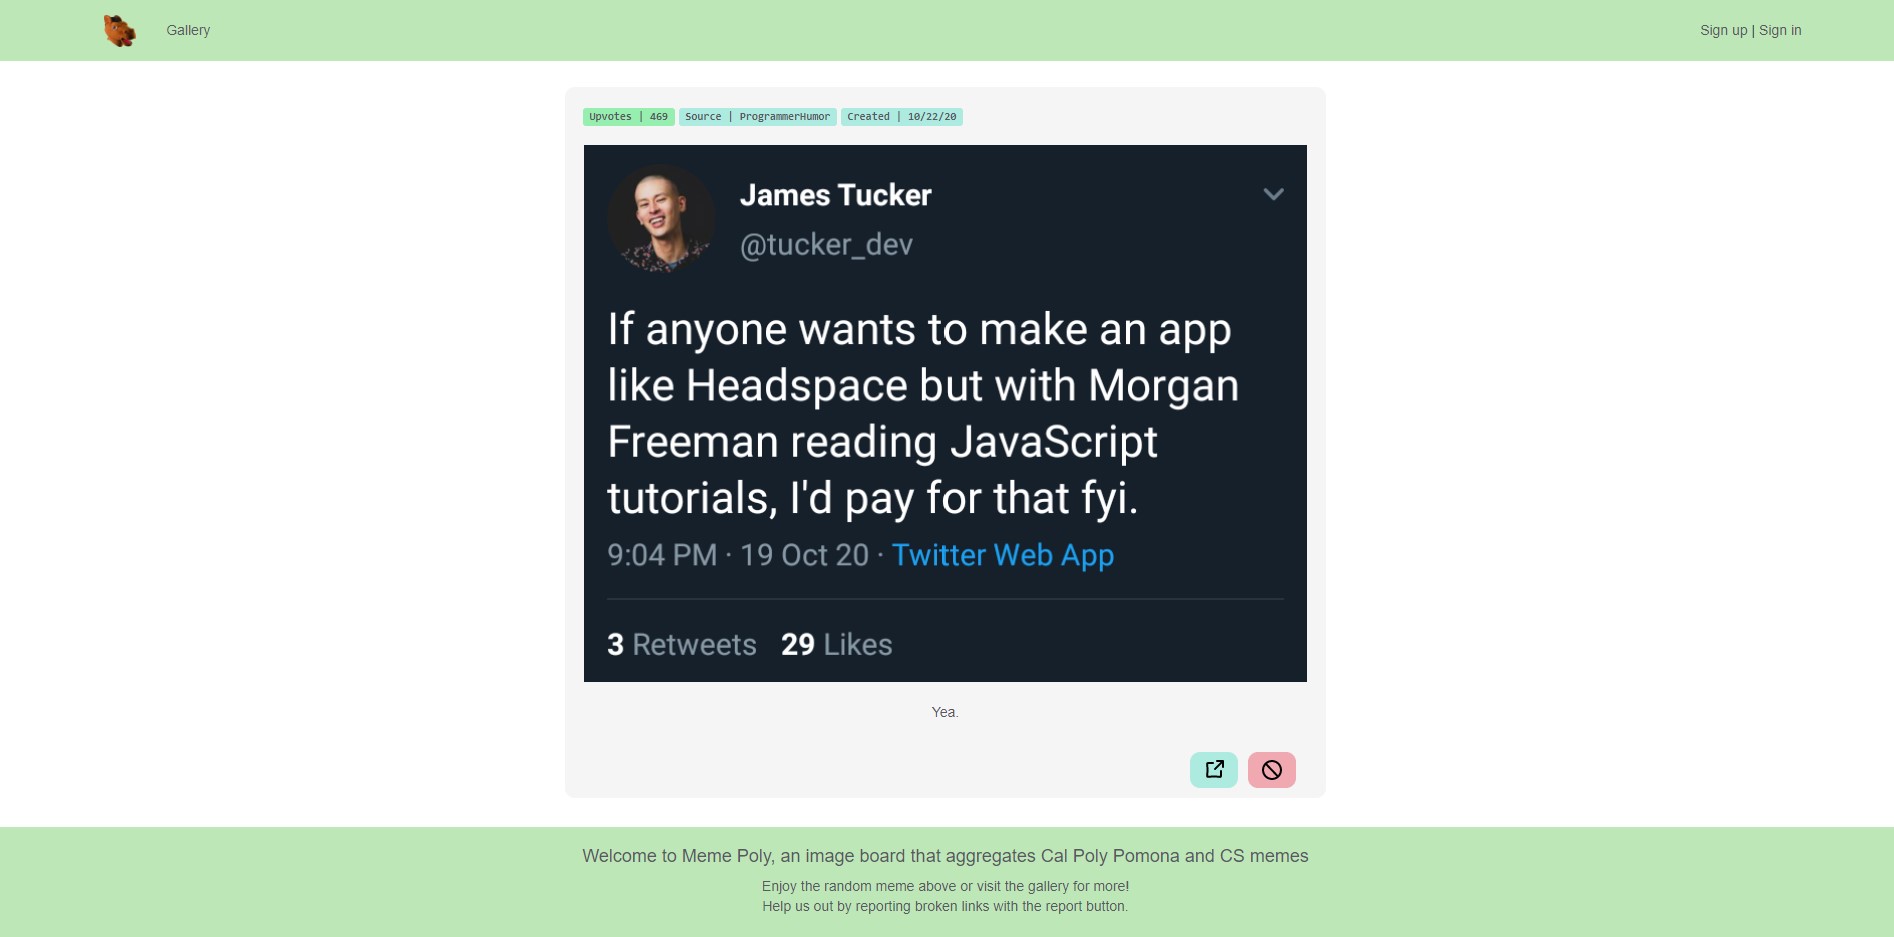 Gallery
Sign up | Sign in
Upvotes | 469 Source | ProgrammerHumor Created | 10/22/20
James Tucker
@tucker_dev
If anyone wants to make an app
like Headspace but with Morgan
Freeman reading JavaScript
tutorials, I'd pay for that fyi.
9:04 PM · 19 Oct 20 · Twitter Web App
3 Retweets 29 Likes
Yea.
Welcome to Meme Poly, an image board that aggregates Cal Poly Pomona and CS memes
Enjoy the random meme above or visit the gallery for more!
Help us out by reporting broken links with the report button.